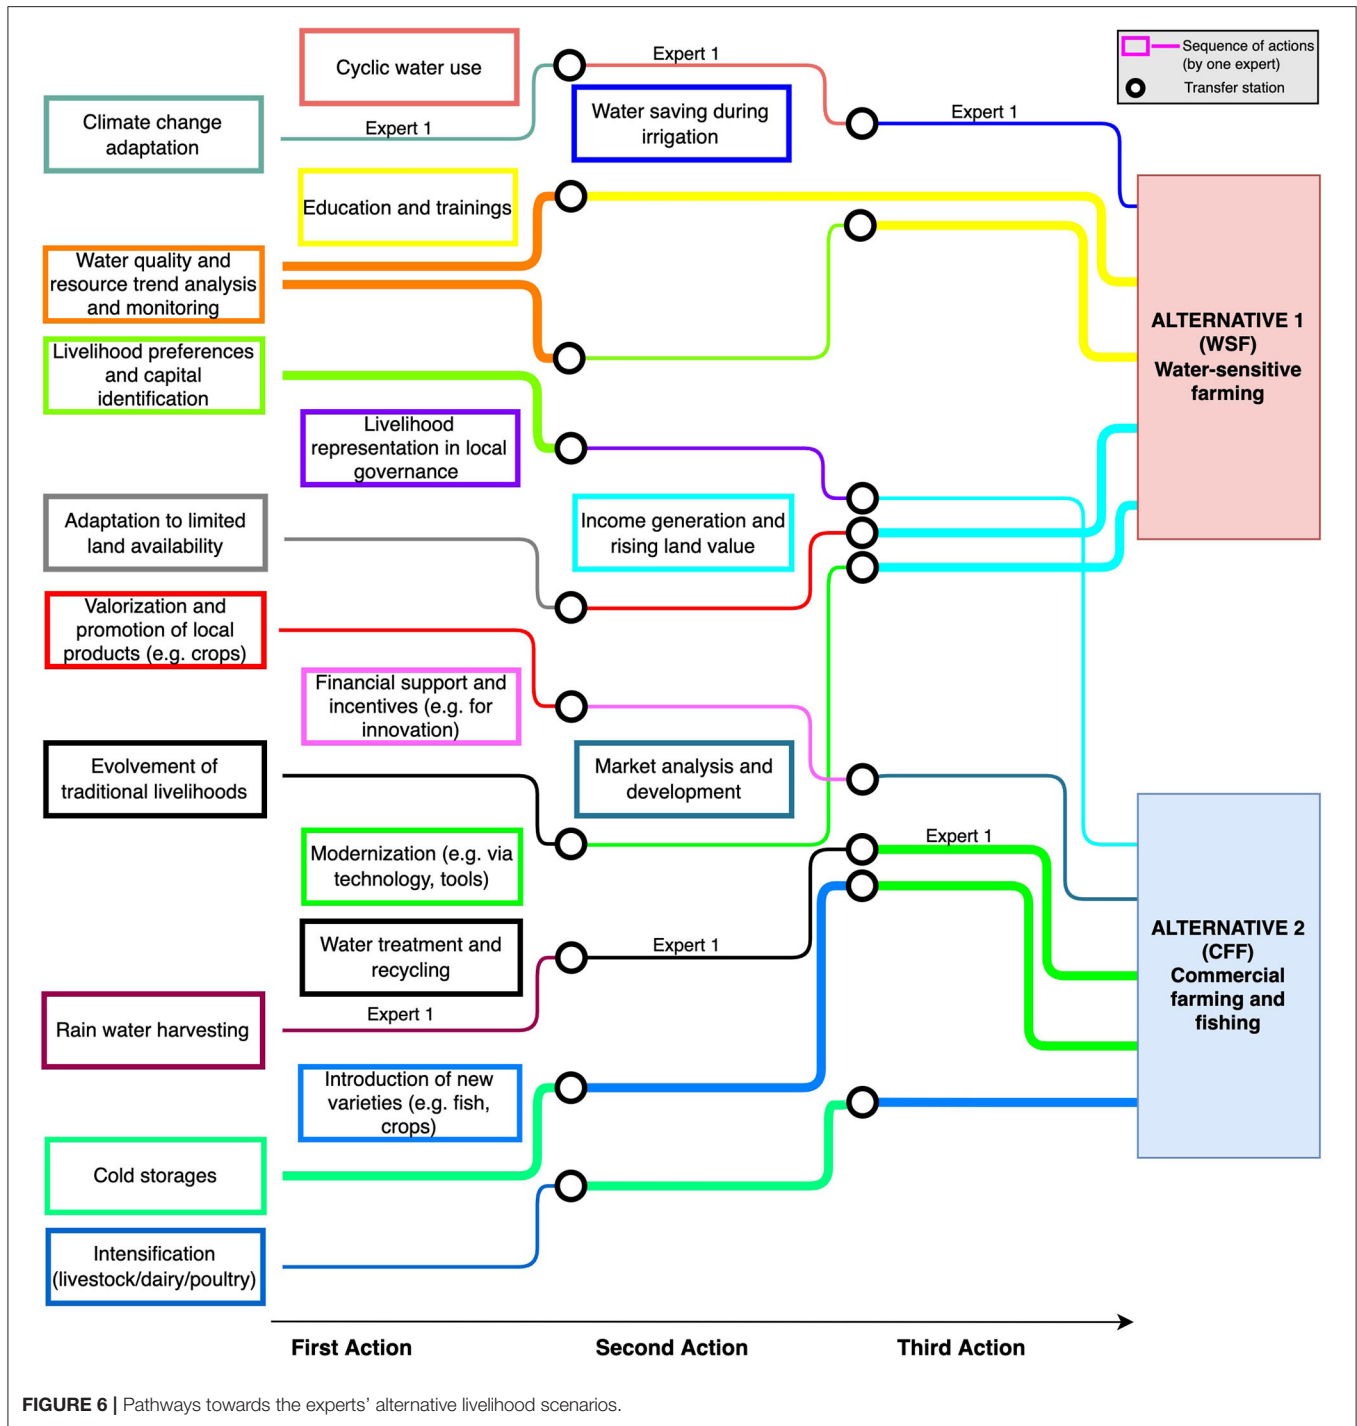 Cyclic water use
Expert 1
Sequence of actions
(by one expert)
Transfer station
Climate change
adaptation
Expert 1
Water saving during
irrigation
Expert 1
Education and trainings
Water quality and
resource trend analysis
and monitoring
ALTERNATIVE 1
(WSF)
Water-sensitive
farming
Livelihood preferences
and capital
identification
Livelihood
representation in local
governance
Adaptation to limited
land availability
Income generation and
rising land value
Valorization and
promotion of local
products (e.g. crops)
Financial support and
incentives (e.g. for
innovation)
Evolvement of
traditional livelihoods
Market analysis and
development
Modernization (e.g. via
technology, tools)
Expert 1
Water treatment and
recycling
Expert 1
ALTERNATIVE 2
(CFF)
Commercial
farming and
fishing
Rain water harvesting
Expert 1
Introduction of new
varieties (e.g. fish,
crops)
Cold storages
Intensification
(livestock/dairy/poultry)
First Action
Second Action
Third Action
FIGURE 6 | Pathways towards the experts’ alternative livelihood scenarios.